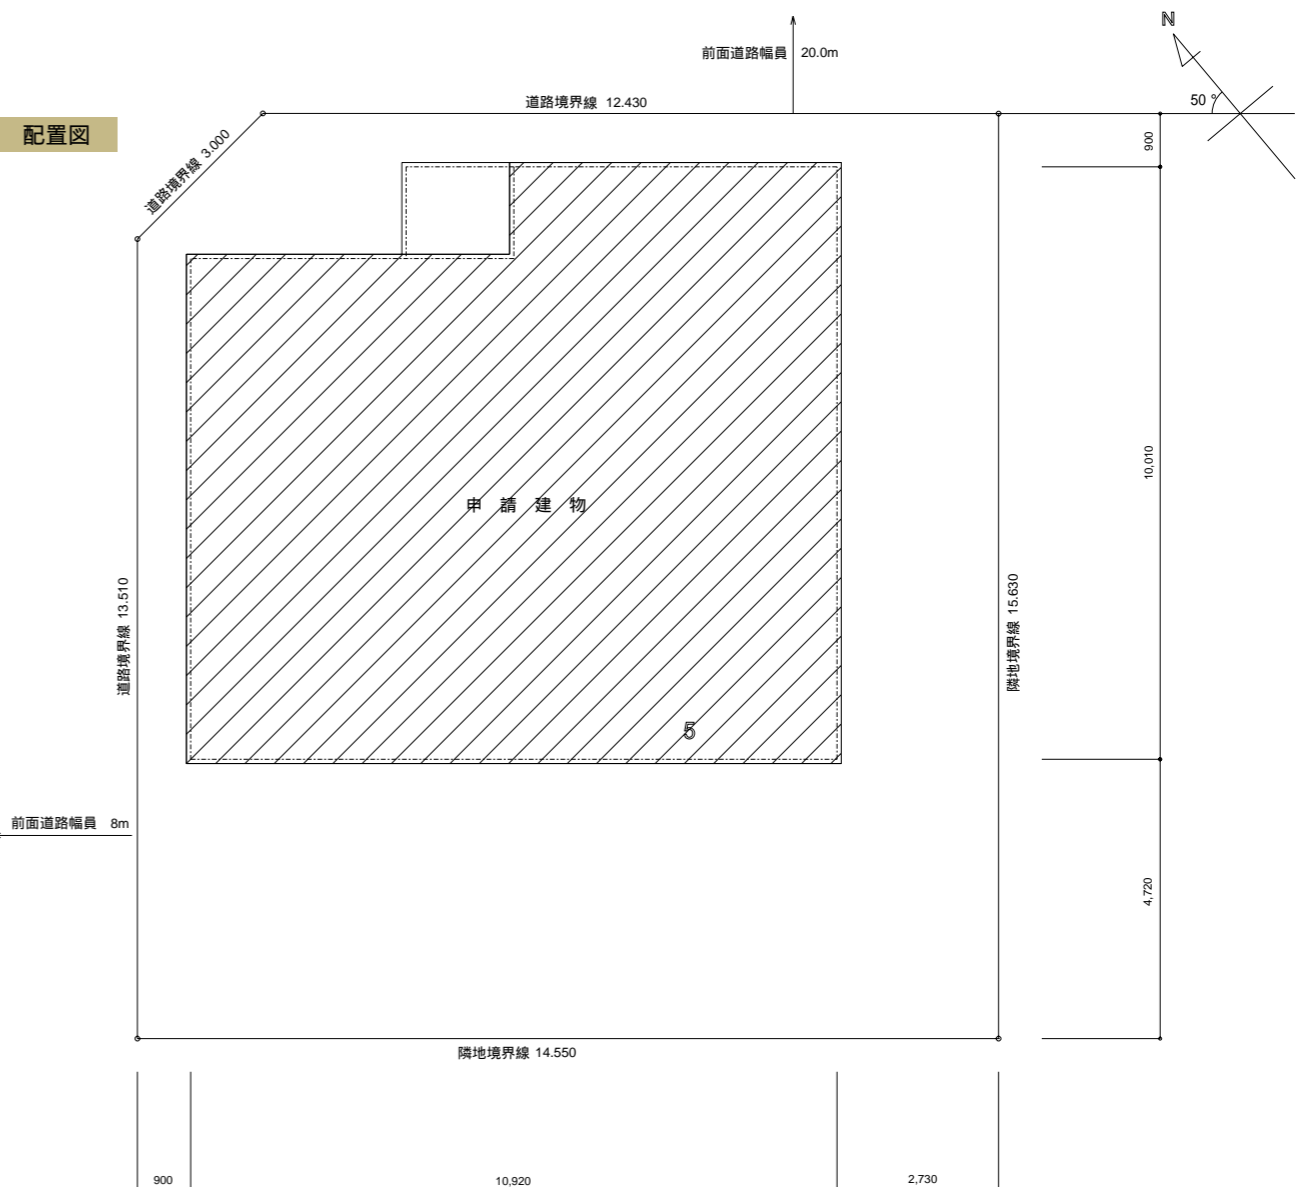 N
前面道路幅員 20.0m
50°
道路境界線 12.430
配置図
道路境界線 3.000
900
10,010
申請建物
道路境界線 13.510
隣地境界線 15.630
5
前面道路幅員 8m
4,720
隣地境界線 14.550
900
10,920
2,730